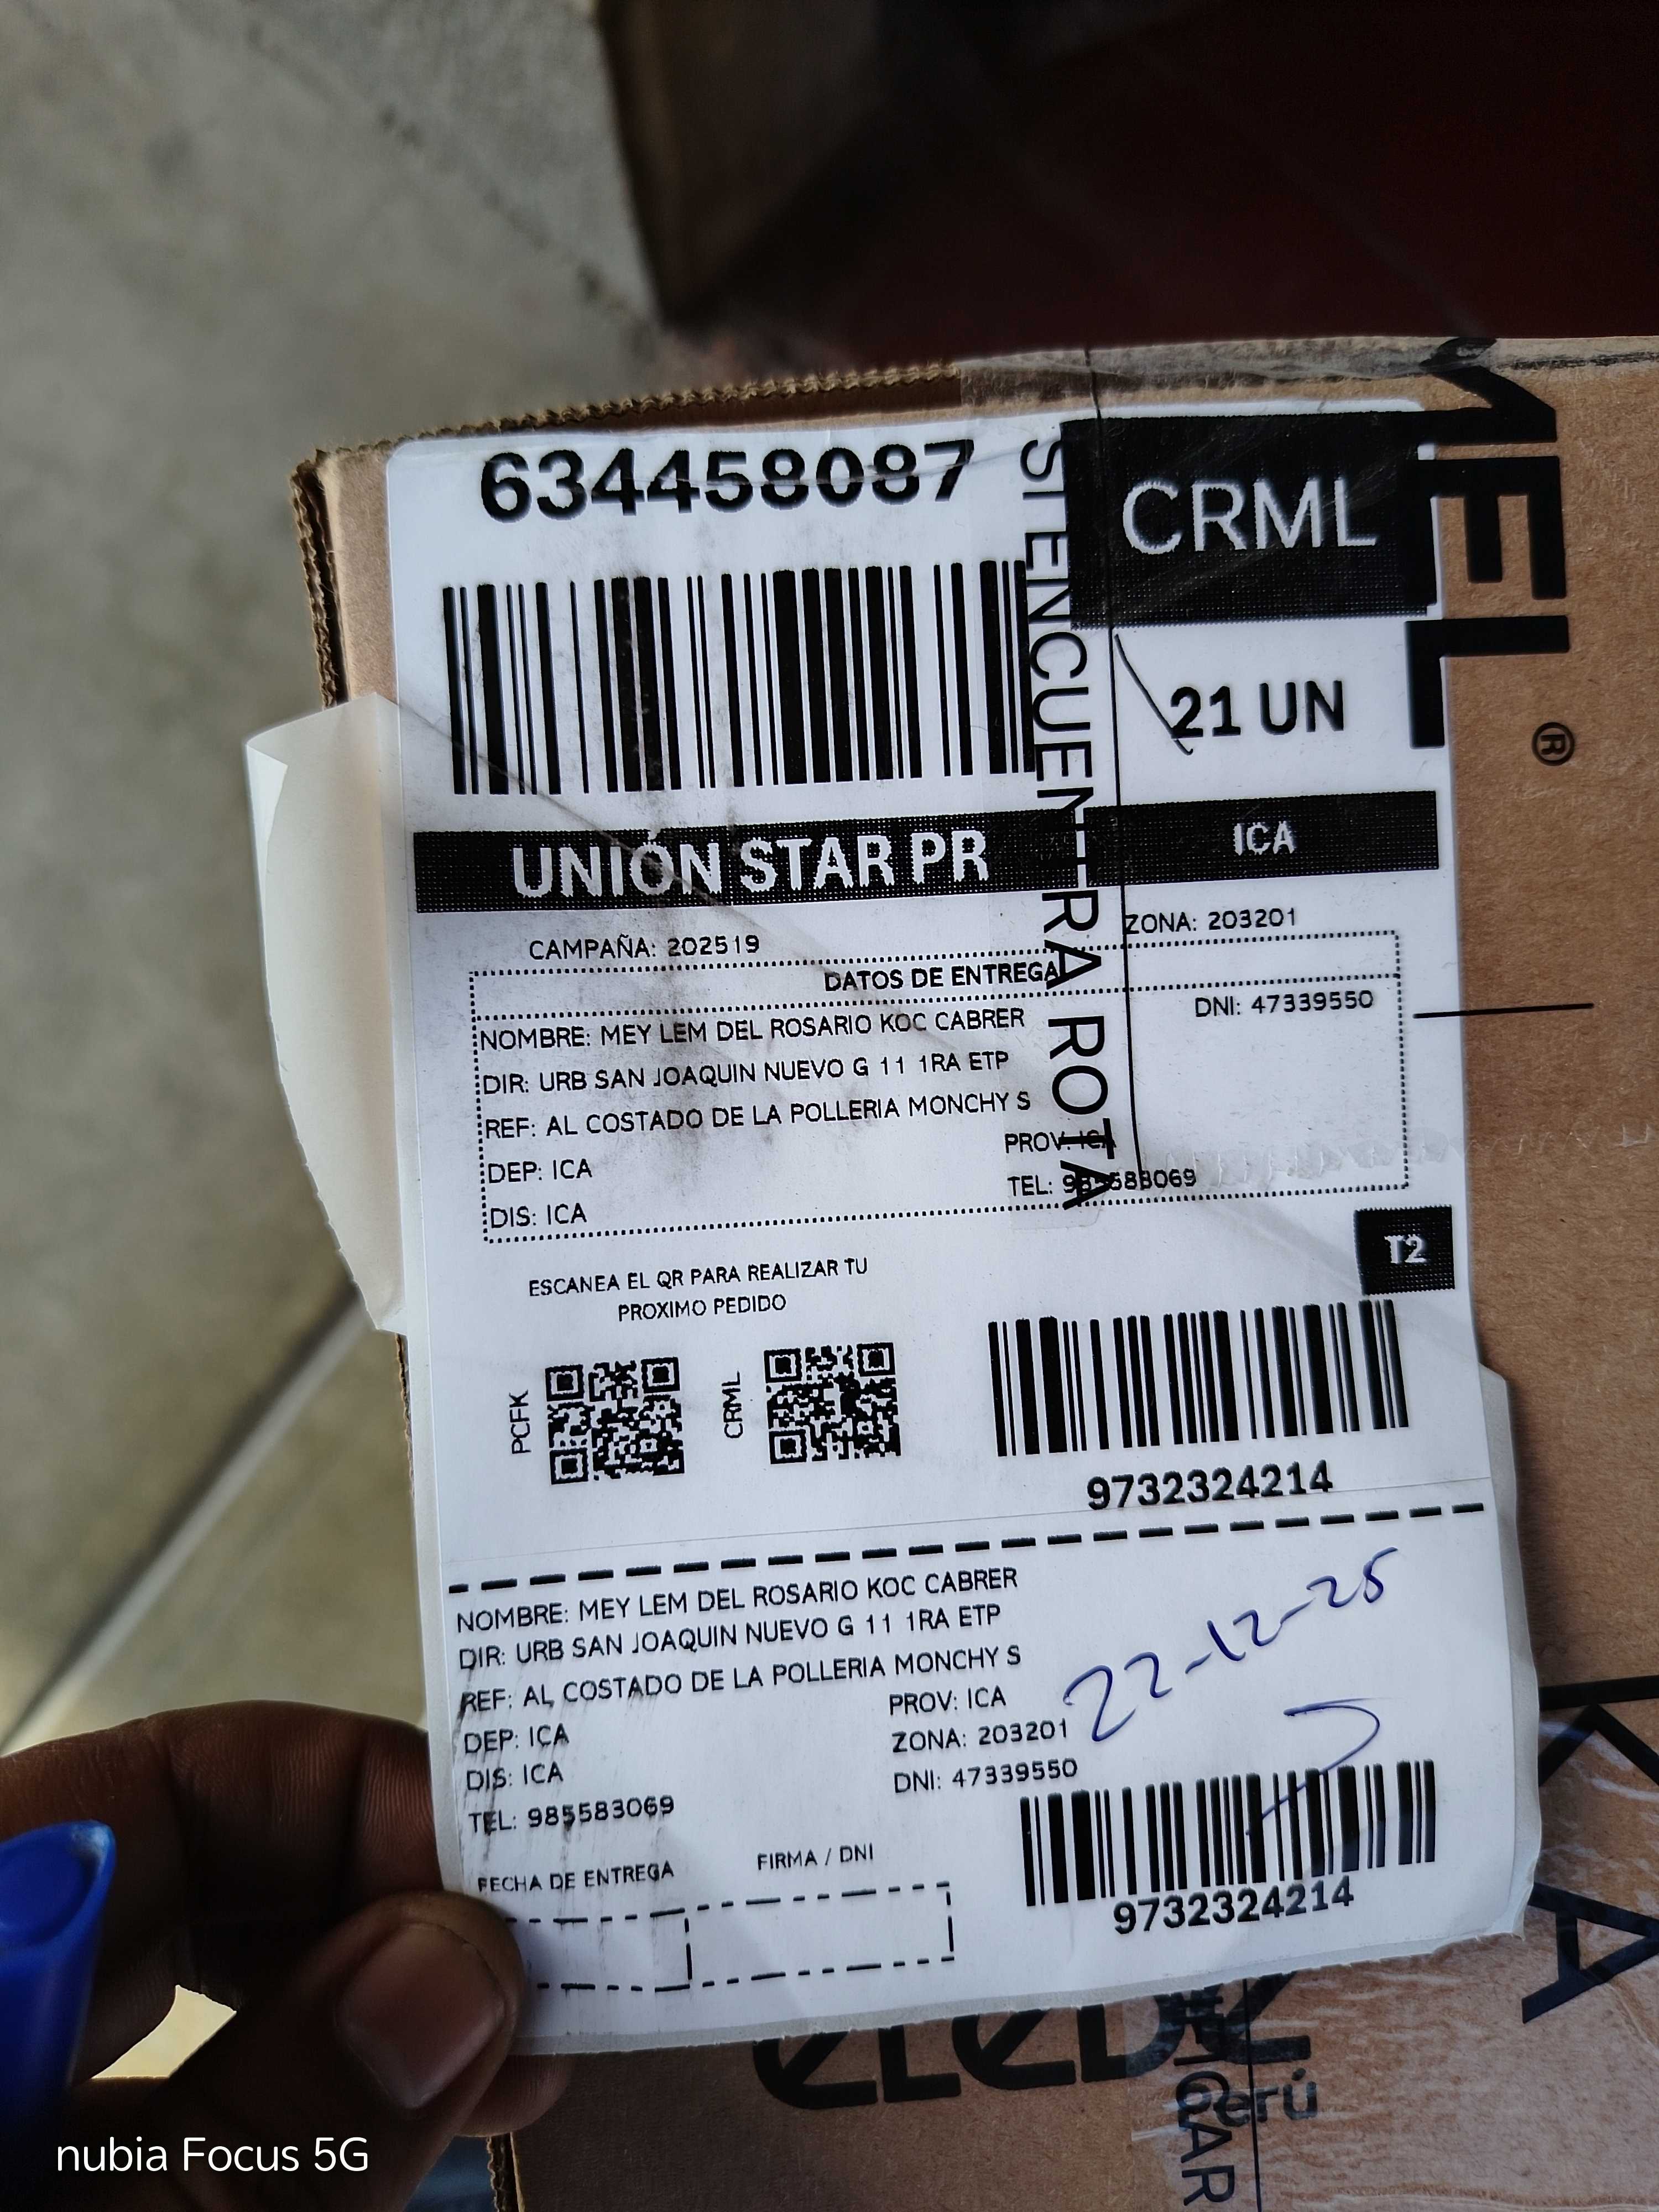 634458087
CRML
21 UN
UNIÓN STAR PR
ICA
CAMPAÑA: 202519
ZONA: 203201
DATOS DE ENTREGA
NOMBRE: MEY LEM DEL ROSARIO KOC CABRER
DNI: 47339550
DIR: URB SAN JOAQUIN NUEVO G 11 1RA ETP
REF: AL COSTADO DE LA POLLERIA MONCHY S
DEP: ICA
PROV: ICA
DIS: ICA
TEL: 985583069
SI ENCUENTRA ROTA
T2
ESCANEA EL QR PARA REALIZAR TU
PROXIMO PEDIDO
PCFK
CRML
9732324214
NOMBRE: MEY LEM DEL ROSARIO KOC CABRER
DIR: URB SAN JOAQUIN NUEVO G 11 1RA ETP
REF: AL COSTADO DE LA POLLERIA MONCHY S
DEP: ICA
PROV: ICA
DIS: ICA
ZONA: 203201
TEL: 985583069
DNI: 47339550
22-12-25
FECHA DE ENTREGA
FIRMA / DNI
9732324214
MEL ®
Perú
nubia Focus 5G